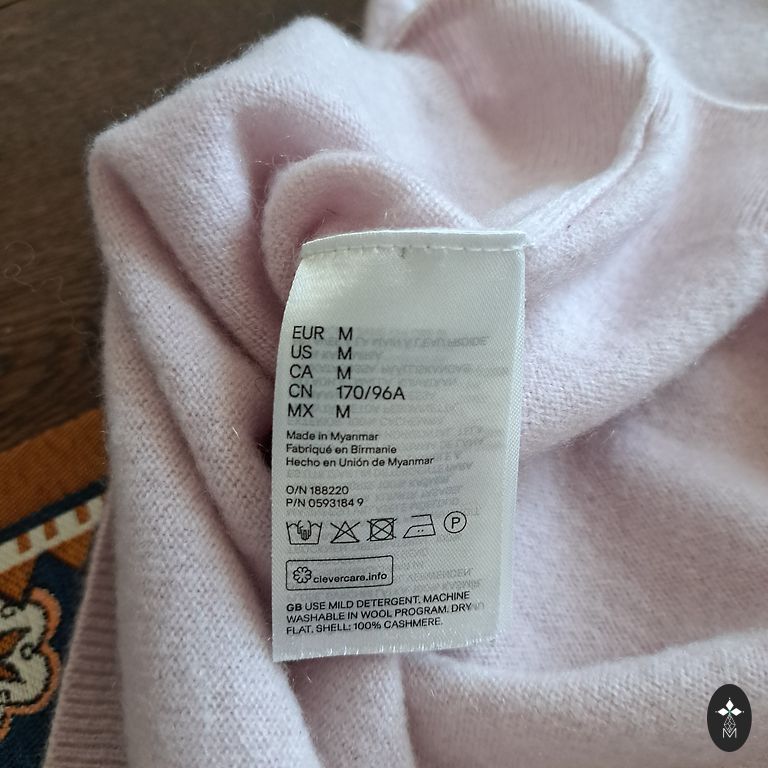 EUR M
US M
CA M
CN 170/96A
MX M
Made in Myanmar
Fabriqué en Birmanie
Hecho en Unión de Myanmar
O/N 188220
P/N 0593184 9
P
clevercare.info
GB USE MILD DETERGENT. MACHINE
WASHABLE IN WOOL PROGRAM. DRY
FLAT. SHELL: 100% CASHMERE.
M